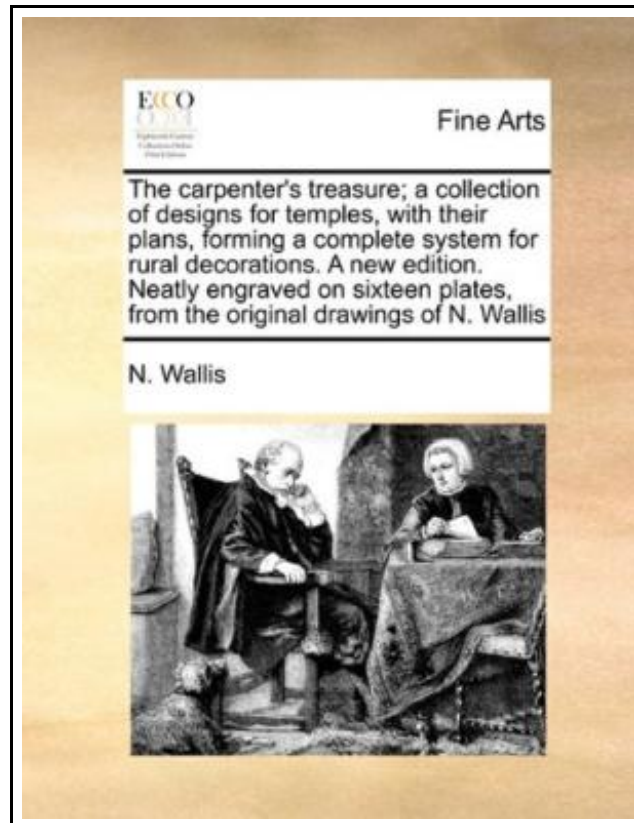 ECCO
Fine Arts
The carpenter's treasure; a collection
of designs for temples, with their
plans, forming a complete system for
rural decorations. A new edition.
Neatly engraved on sixteen plates,
from the original drawings of N. Wallis
N. Wallis